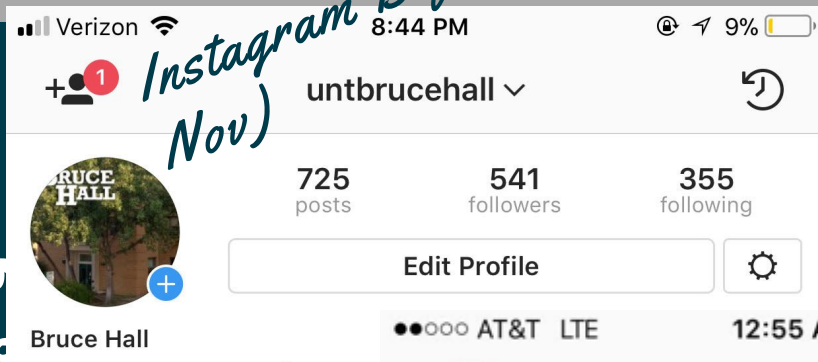 Verizon 8:44 PM 9%
Instagram
Nov)
1
untbrucehall
725 541 355
posts followers following
BRUCE
HALL
Edit Profile
Bruce Hall
AT&T LTE 12:55